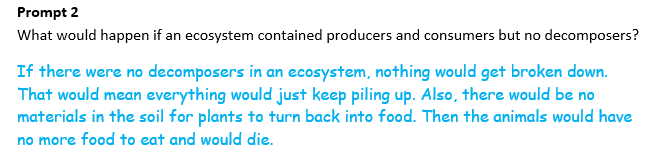 Prompt 2
What would happen if an ecosystem contained producers and consumers but no decomposers?
If there were no decomposers in an ecosystem, nothing would get broken down.
That would mean everything would just keep piling up. Also, there would be no
materials in the soil for plants to turn back into food. Then the animals would have
no more food to eat and would die.